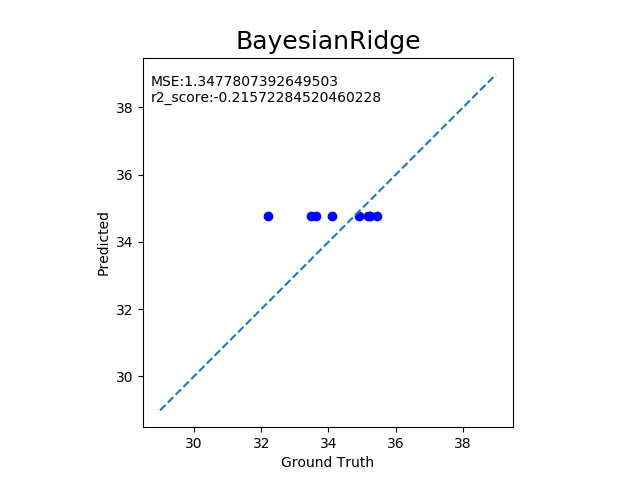 BayesianRidge
MSE:1.3477807392649503
r2_score:-0.21572284520460228
38
36
34
32
30
Predicted
30 32 34 36 38
Ground Truth